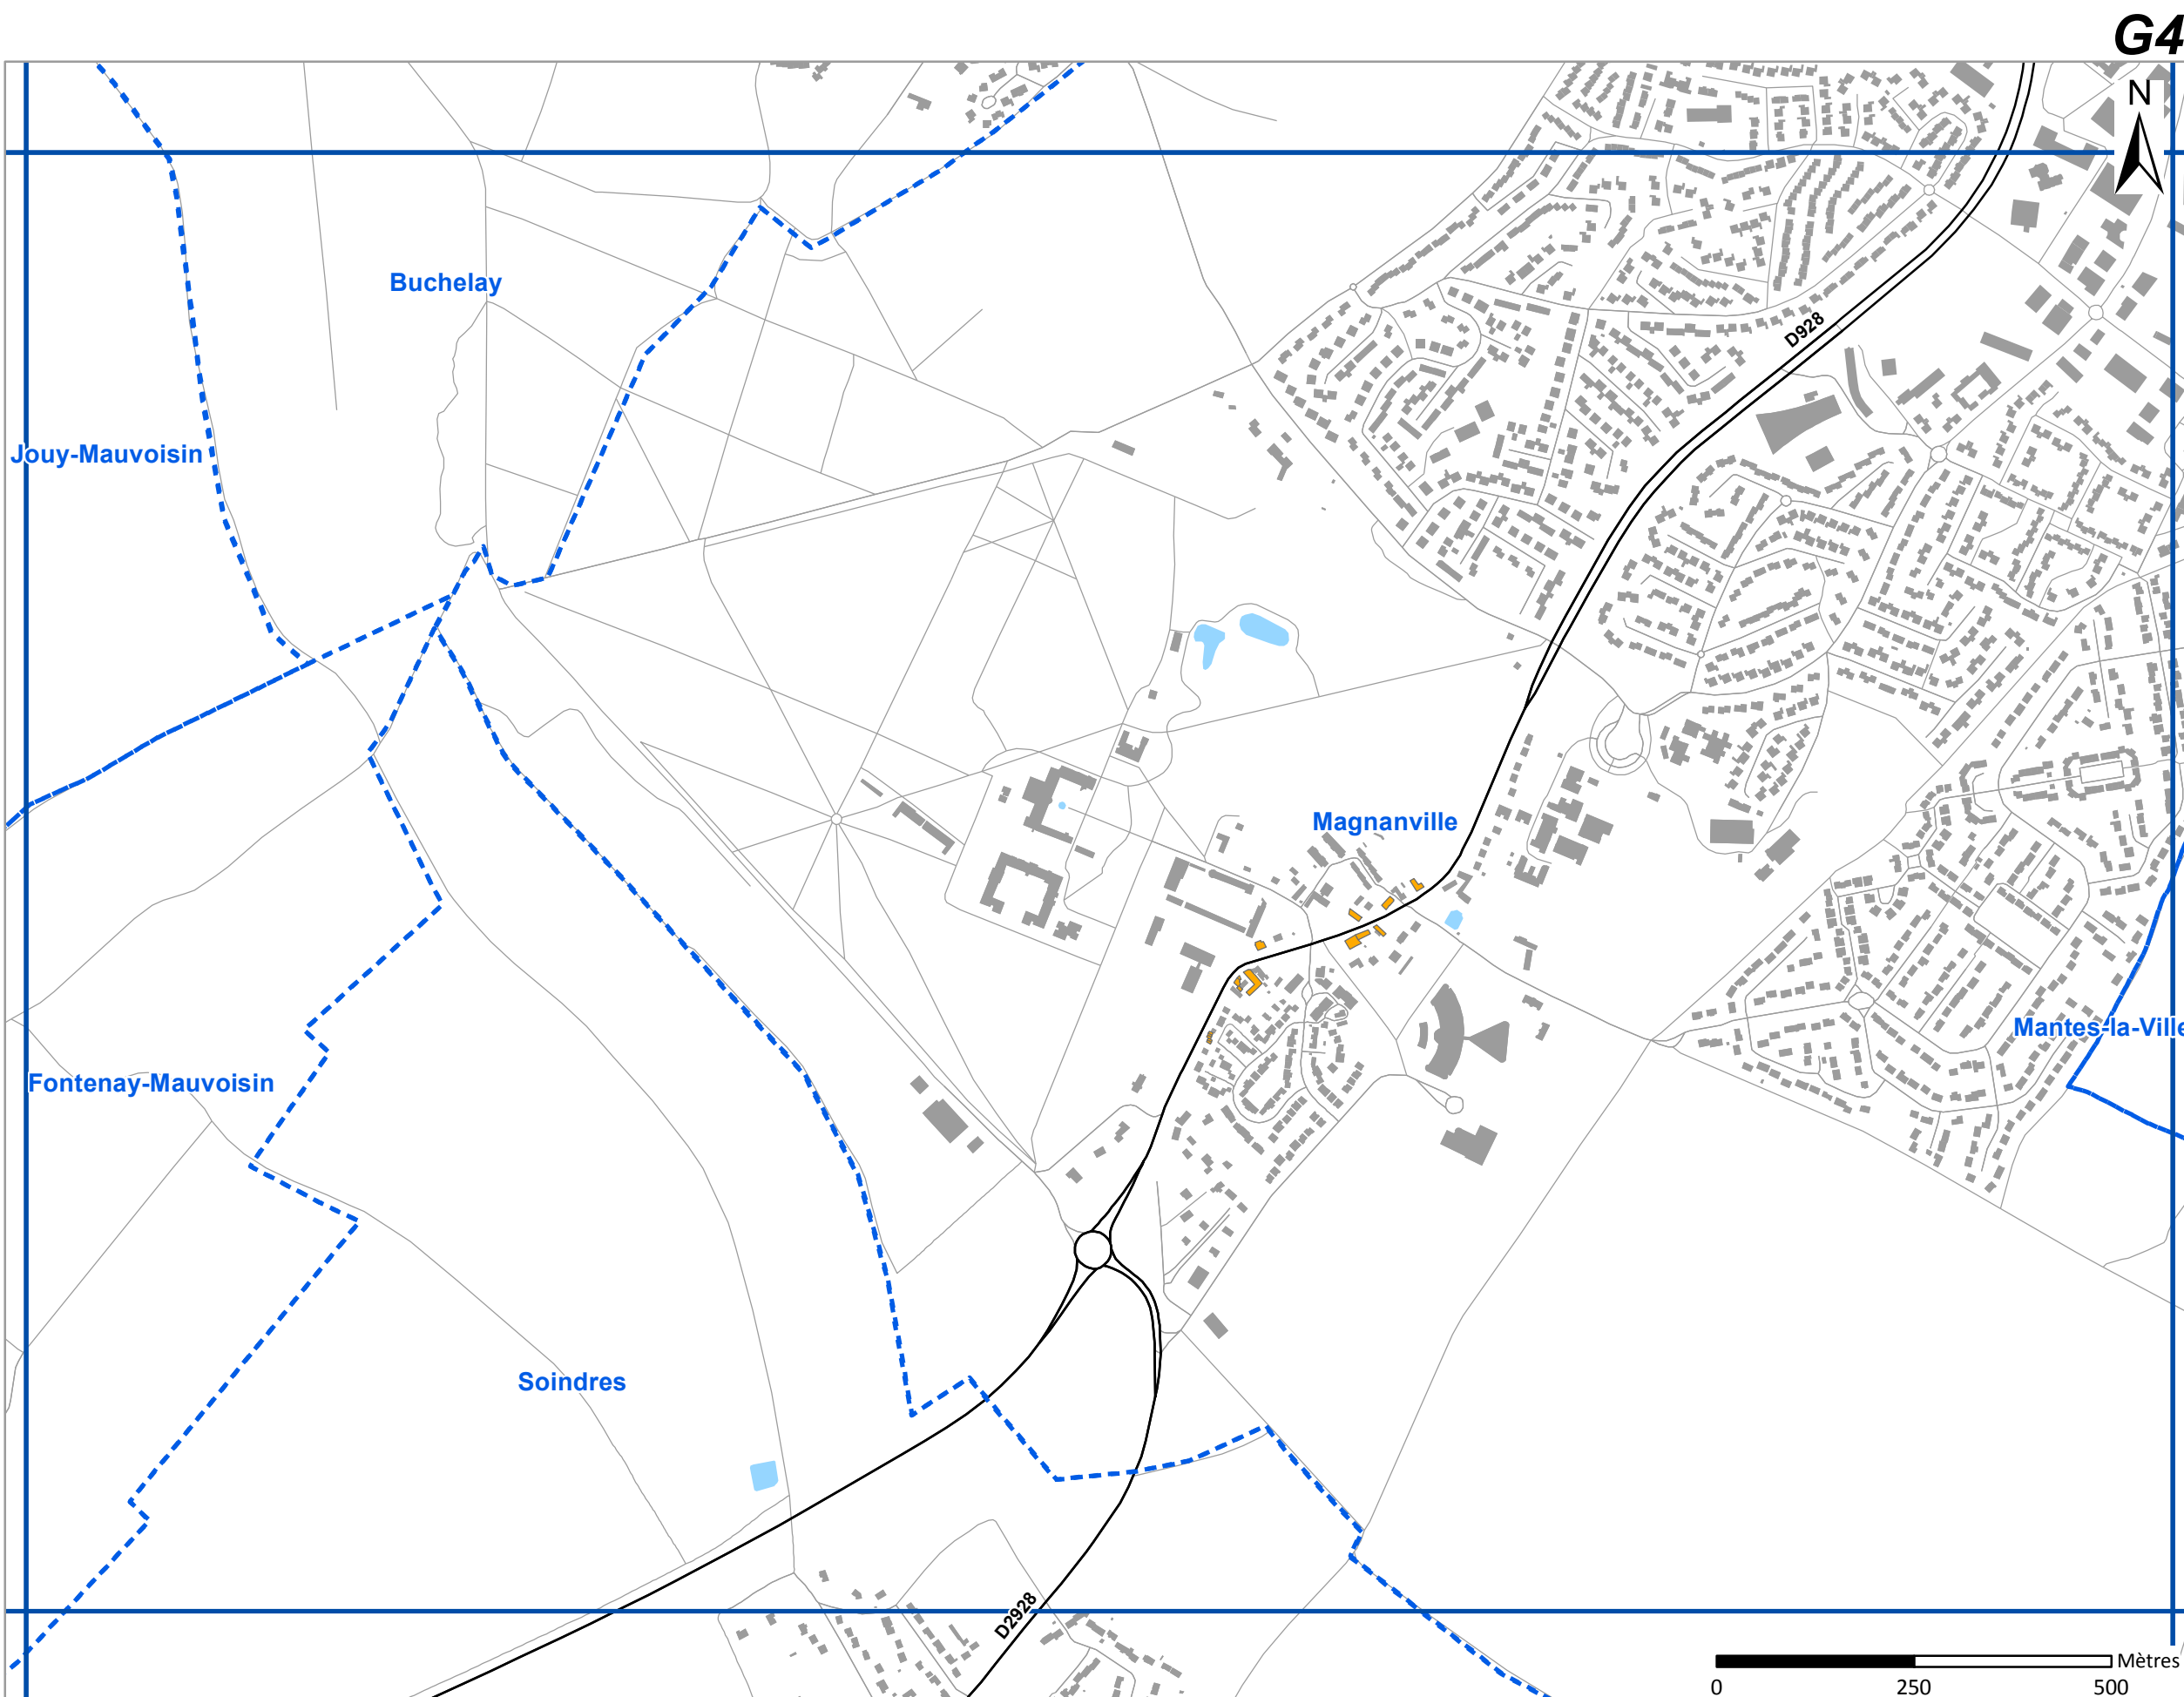 G4
N
Buchelay
D928
Jouy-Mauvoisin
Magnanville
Mantes-la-Ville
Fontenay-Mauvoisin
Soindres
D2928
Mètres
0 250 500